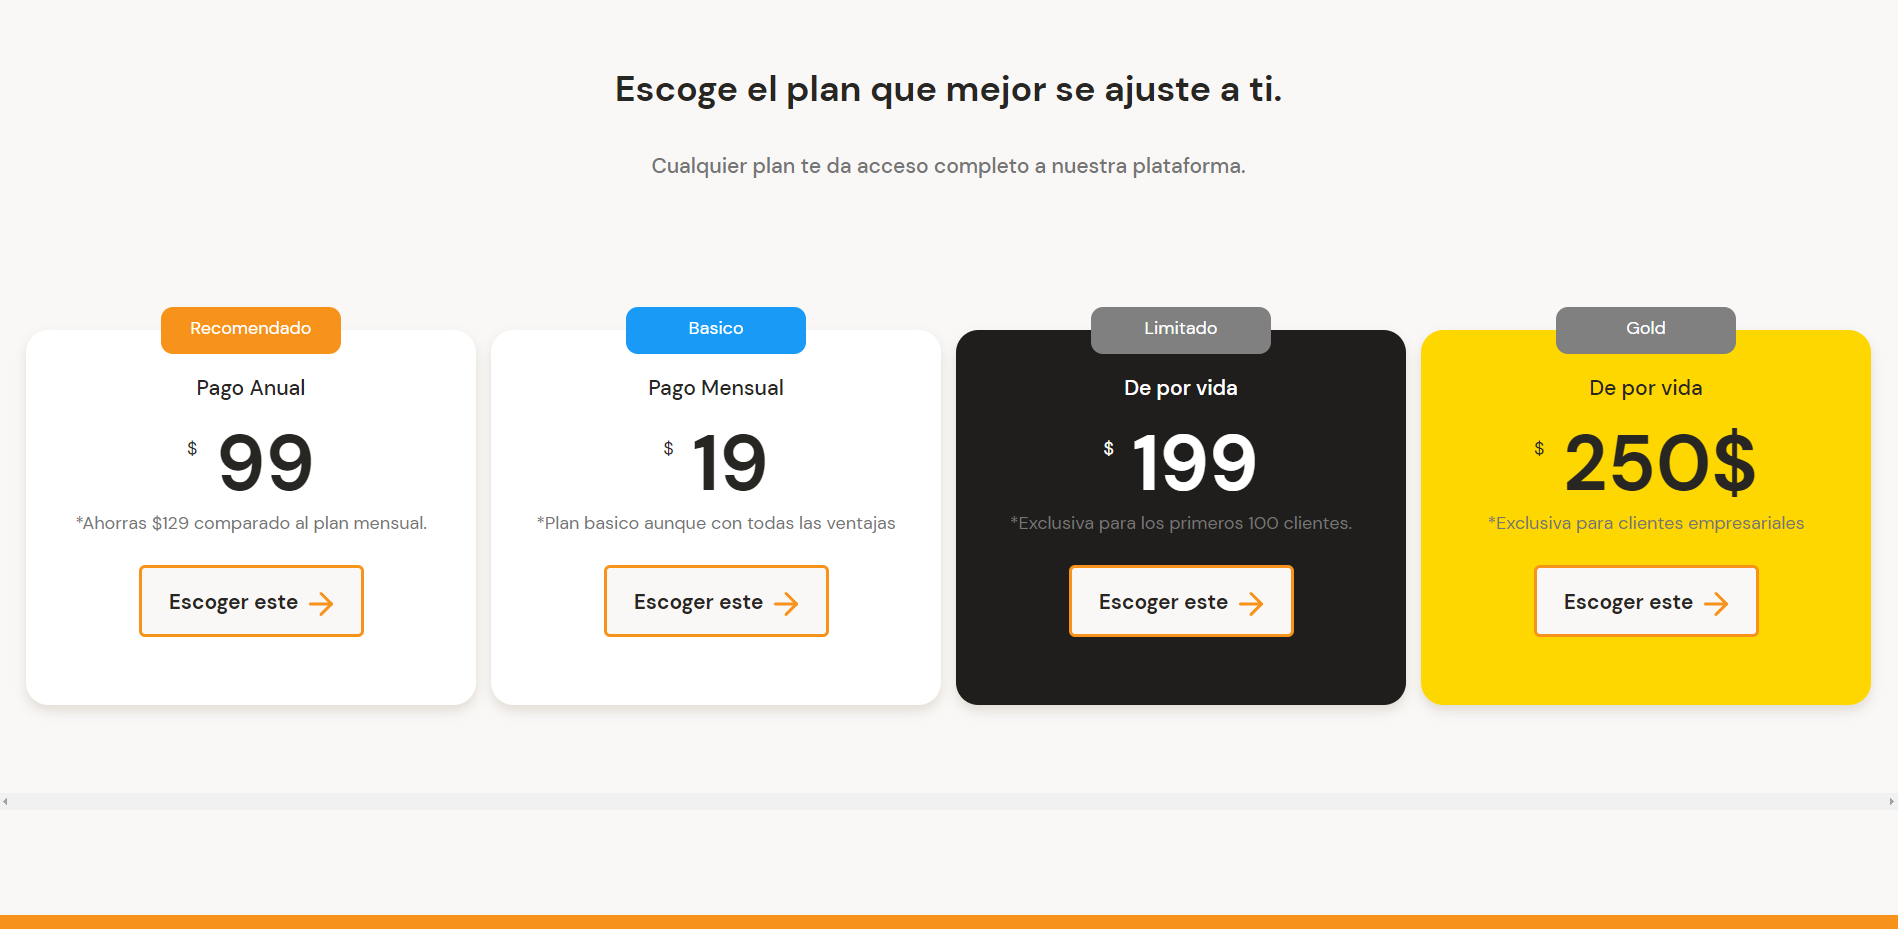 Escoge el plan que mejor se ajuste a ti.
Cualquier plan te da acceso completo a nuestra plataforma.
Recomendado
Pago Anual
$ 99
*Ahorras $129 comparado al plan mensual.
Escoger este
Basico
Pago Mensual
$ 19
*Plan basico aunque con todas las ventajas
Escoger este
Limitado
De por vida
$ 199
*Exclusiva para los primeros 100 clientes.
Escoger este
Gold
De por vida
$ 250$
*Exclusiva para clientes empresariales
Escoger este